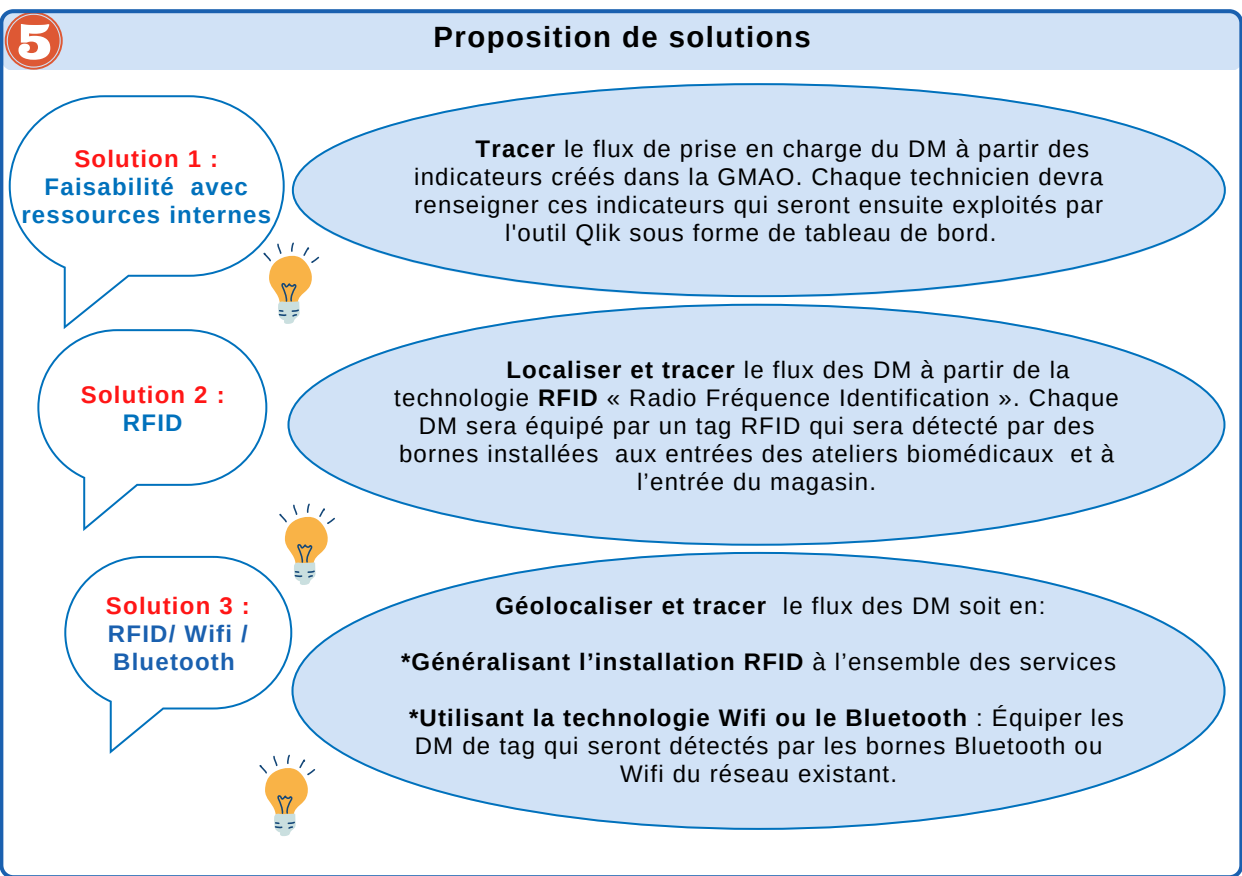 5
Proposition de solutions
Solution 1 :
Faisabilité avec
ressources internes
Tracer le flux de prise en charge du DM à partir des
indicateurs créés dans la GMAO. Chaque technicien devra
renseigner ces indicateurs qui seront ensuite exploités par
l'outil Qlik sous forme de tableau de bord.
Solution 2 :
RFID
Localiser et tracer le flux des DM à partir de la
technologie RFID « Radio Fréquence Identification ». Chaque
DM sera équipé par un tag RFID qui sera détecté par des
bornes installées aux entrées des ateliers biomédicaux et à
l’entrée du magasin.
Solution 3 :
RFID/ Wifi /
Bluetooth
Géolocaliser et tracer le flux des DM soit en:
*Généralisant l’installation RFID à l’ensemble des services
*Utilisant la technologie Wifi ou le Bluetooth : Équiper les
DM de tag qui seront détectés par les bornes Bluetooth ou
Wifi du réseau existant.